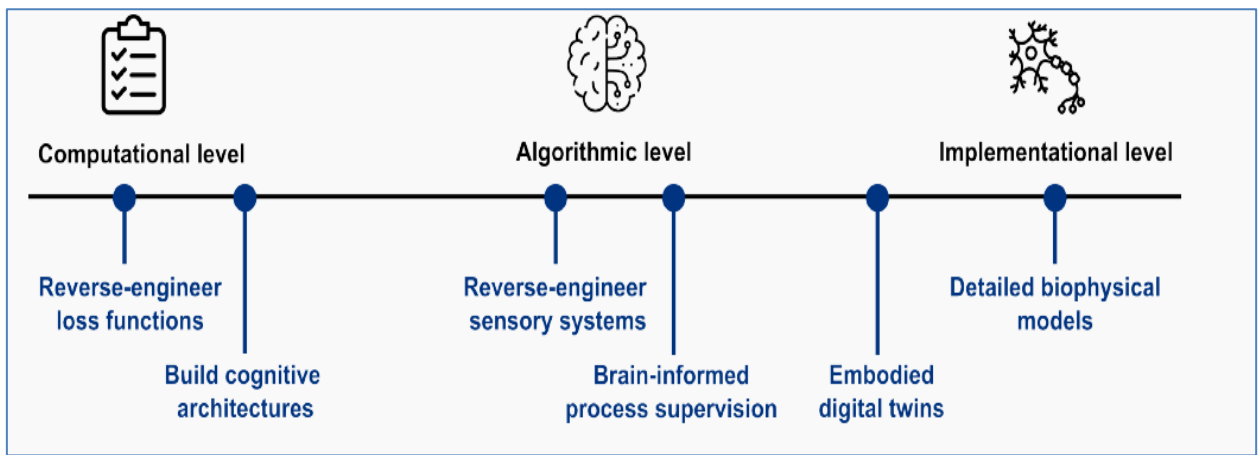 Computational level
Algorithmic level
Implementational level
Reverse-engineer
loss functions
Build cognitive
architectures
Reverse-engineer
sensory systems
Brain-informed
process supervision
Embodied
digital twins
Detailed biophysical
models